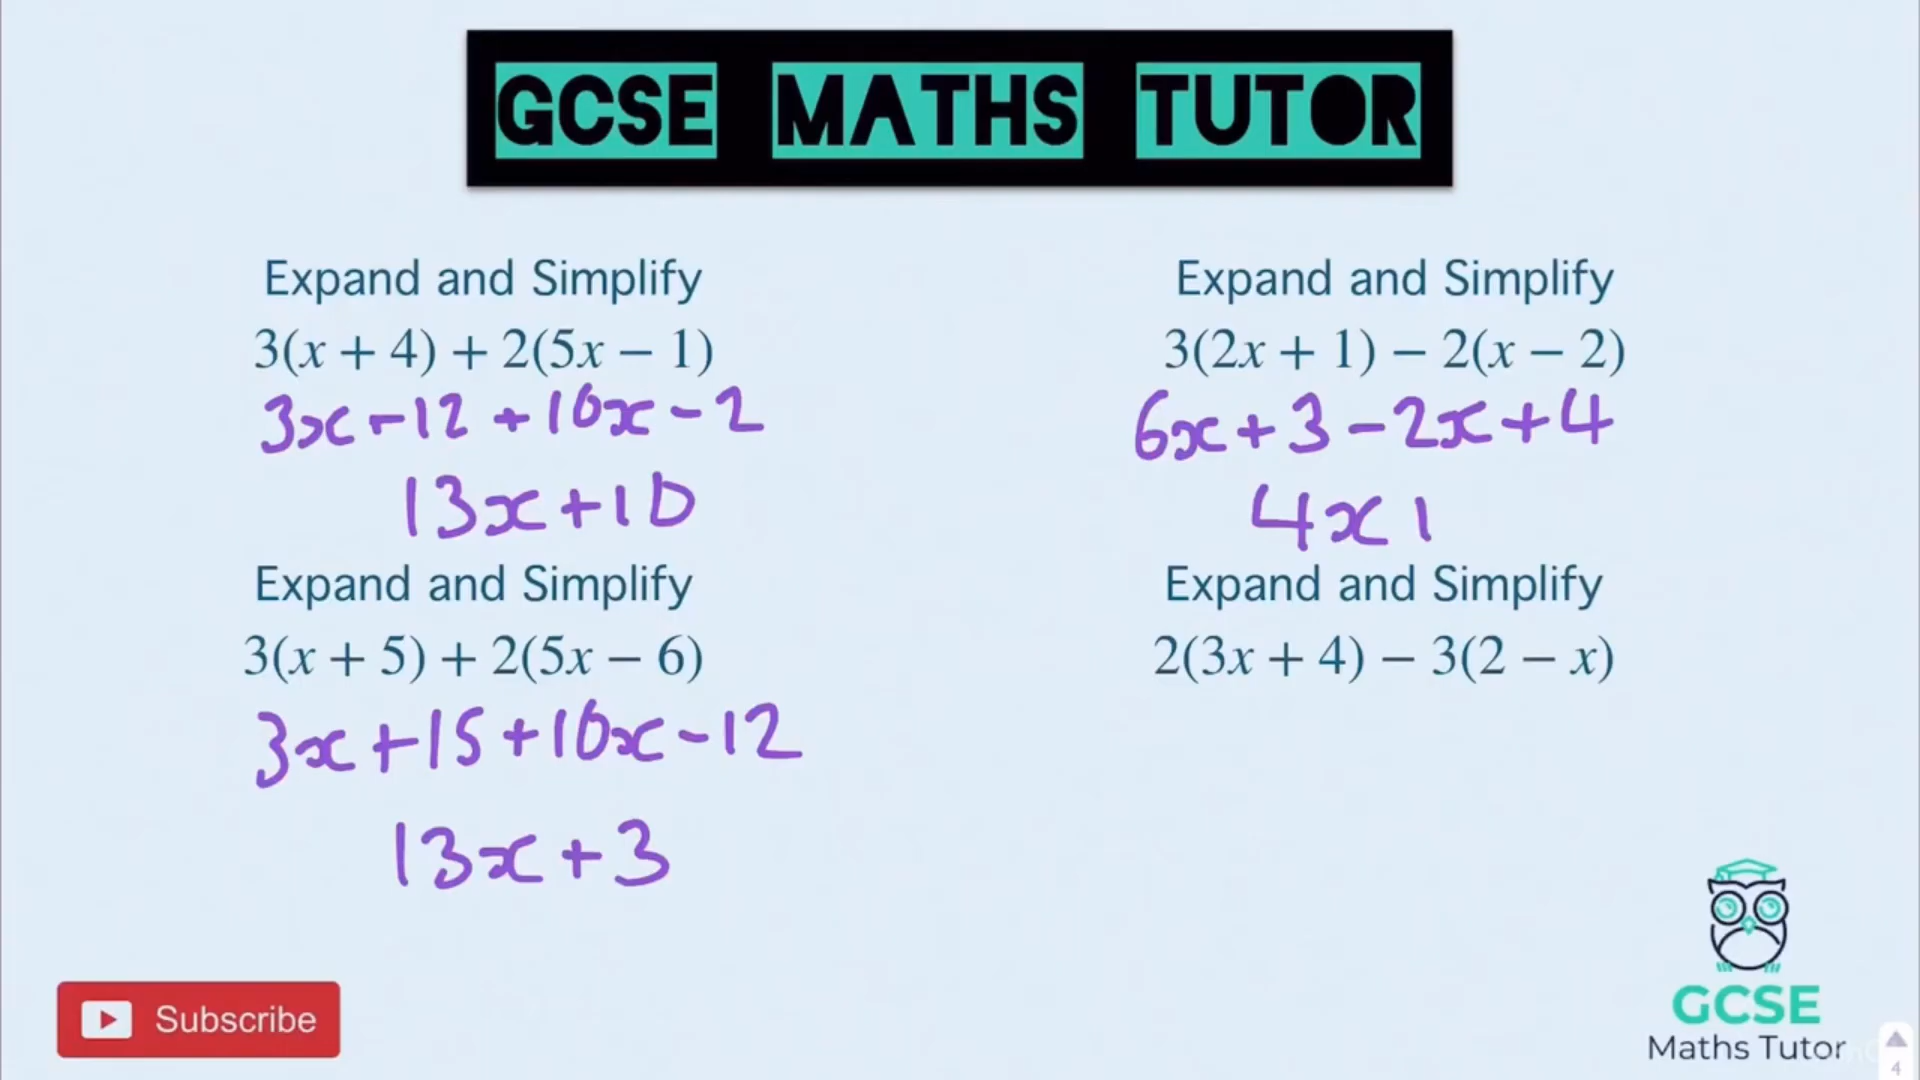 GCSE MATHS TUTOR
Expand and Simplify
3(x + 4) + 2(5x − 1)
3x-12+10x-2
13x+10
Expand and Simplify
3(x + 5) + 2(5x − 6)
3x+15+10x-12
13x+3
Expand and Simplify
3(2x + 1) − 2(x − 2)
6x+3-2x+4
4x
Expand and Simplify
2(3x + 4) − 3(2 − x)
Subscribe
GCSE
Maths Tutor
4